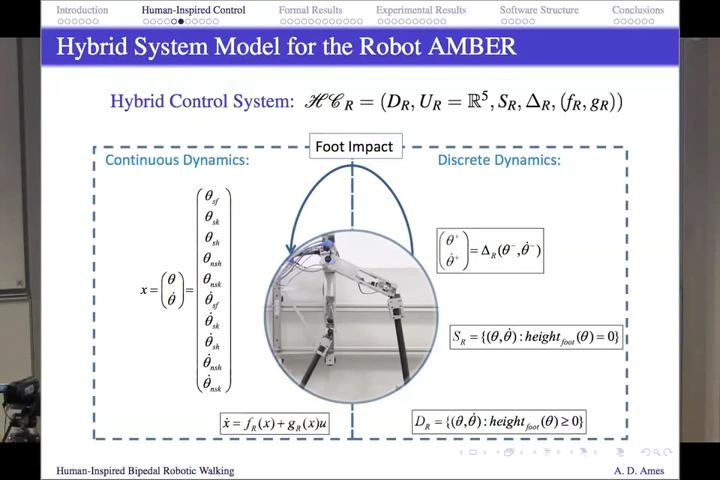 Introduction Human-Inspired Control Formal Results Experimental Results Software Structure Conclusions
Hybrid System Model for the Robot AMBER
Hybrid Control System: ℋ𝒞_R = (D_R, U_R = ℝ^5, S_R, Δ_R, (f_R, g_R))
Foot Impact
Continuous Dynamics:
Discrete Dynamics:
x = (θ θ̇) = (θ_sf θ_sk θ_sh θ_nsh θ_nsk θ̇_sf θ̇_sk θ̇_sh θ̇_nsh θ̇_nsk)
(θ^+ θ̇^+) = Δ_R(θ^-, θ̇^-)
S_R = {(θ,θ̇) : height_foot(θ) = 0}
ẋ = f_R(x) + g_R(x)u
D_R = {(θ,θ̇) : height_foot(θ) ≥ 0}
Human-Inspired Bipedal Robotic Walking
A. D. Ames